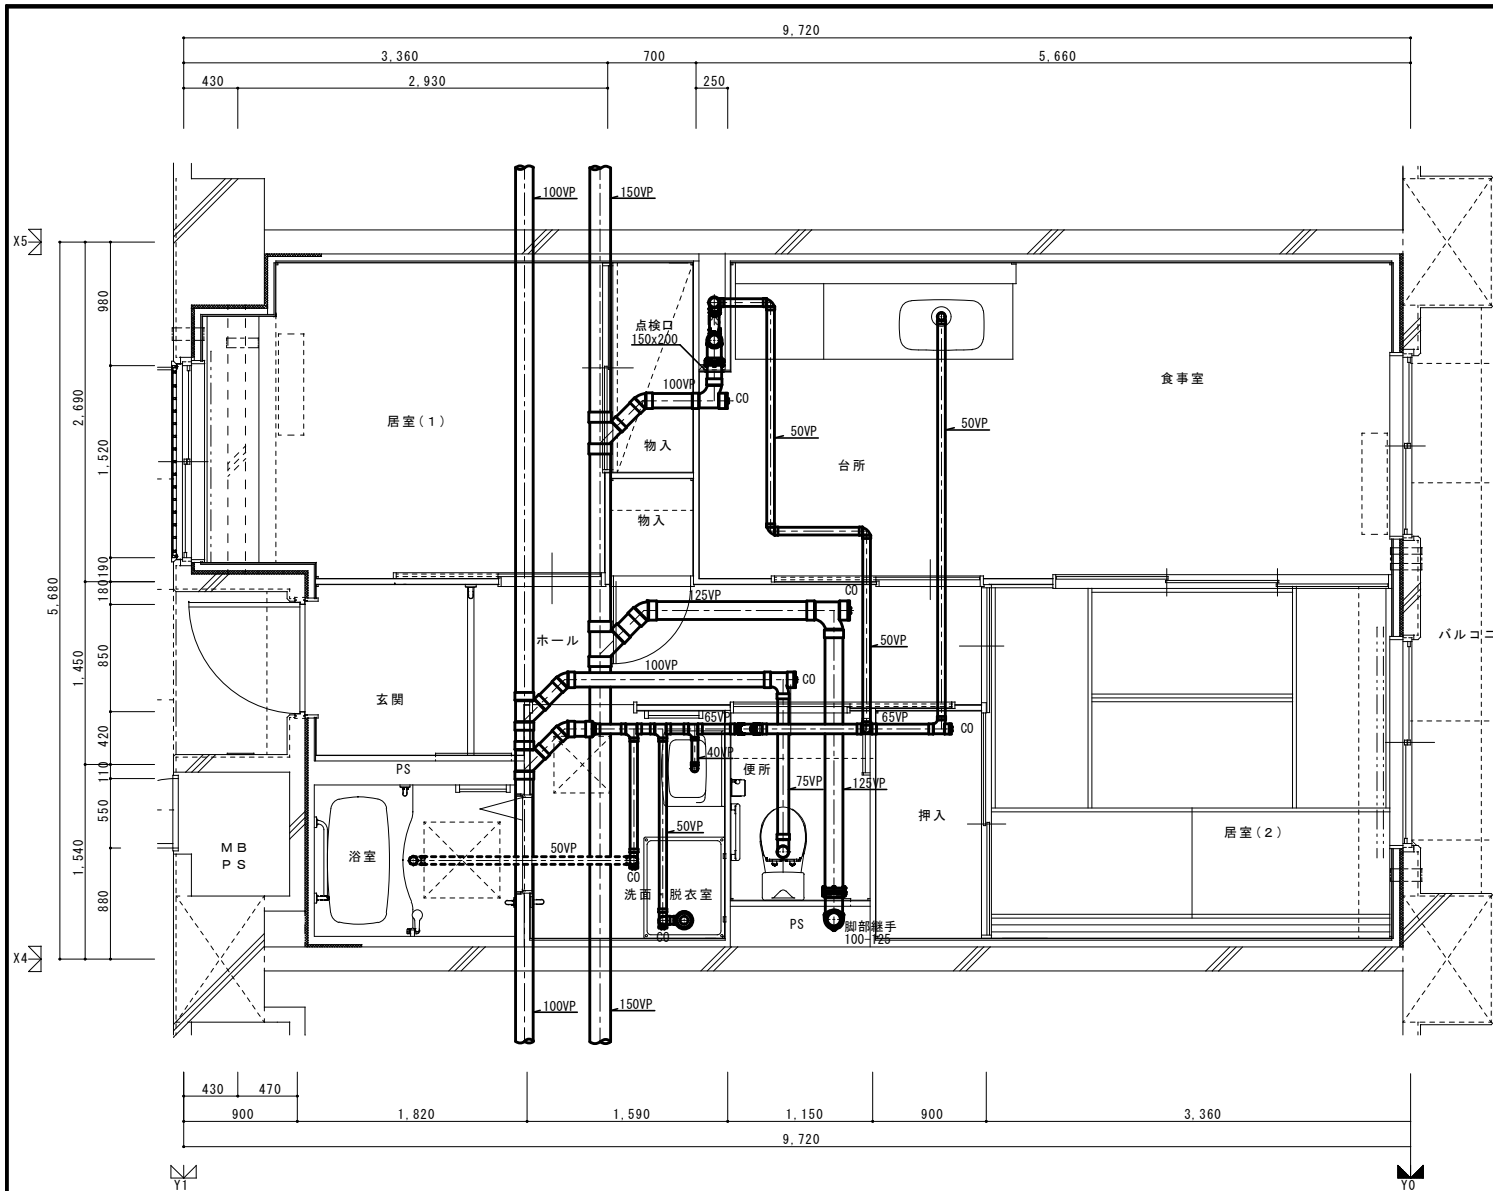 9,720
3,360
700
5,660
430
2,930
250
100VP
150VP
X5
980
点検口
150x200
100VP
CO
食事室
2,690
居室(1)
50VP
50VP
1,520
物入
台所
物入
190
180
5,680
125VP
CO
850
ホール
50VP
バルコニ
1,450
100VP
玄関
CO
420
65VP
65VP
CO
110
PS
40VP
便所
75VP
125VP
550
押入
50VP
居室(2)
MB
PS
浴室
50VP
1,540
CO
880
洗面・脱衣室
PS
脚部継手
100-125
CO
X4
100VP
150VP
430
470
900
1,820
1,590
1,150
900
3,360
9,720
Y1
Y0